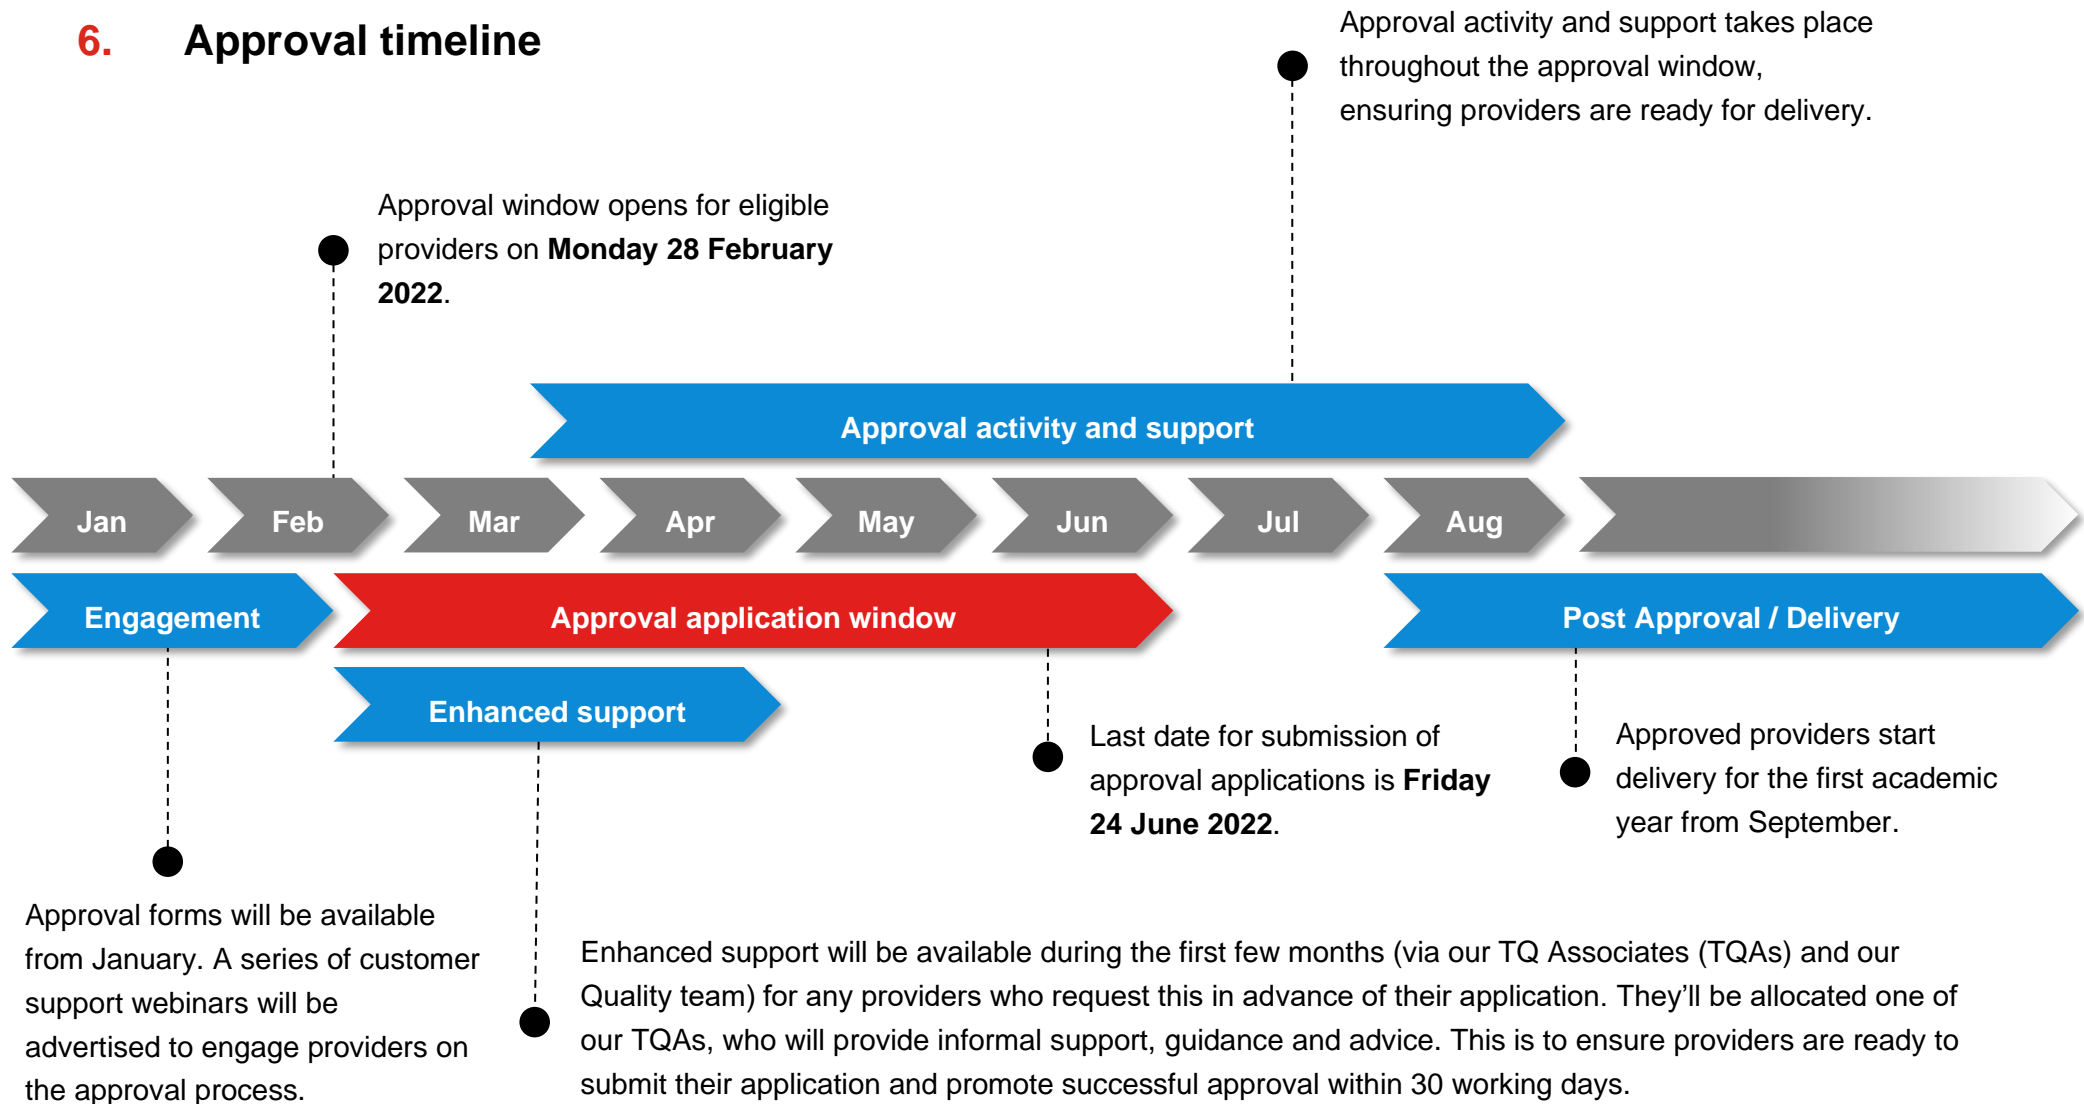 6. Approval timeline
Approval activity and support takes place
throughout the approval window,
ensuring providers are ready for delivery.
Approval window opens for eligible
providers on Monday 28 February
2022.
Approval activity and support
Jan Feb Mar Apr May Jun Jul Aug
Engagement Approval application window Post Approval / Delivery
Enhanced support
Last date for submission of
approval applications is Friday
24 June 2022.
Approved providers start
delivery for the first academic
year from September.
Approval forms will be available
from January. A series of customer
support webinars will be
advertised to engage providers on
the approval process.
Enhanced support will be available during the first few months (via our TQ Associates (TQAs) and our
Quality team) for any providers who request this in advance of their application. They’ll be allocated one of
our TQAs, who will provide informal support, guidance and advice. This is to ensure providers are ready to
submit their application and promote successful approval within 30 working days.